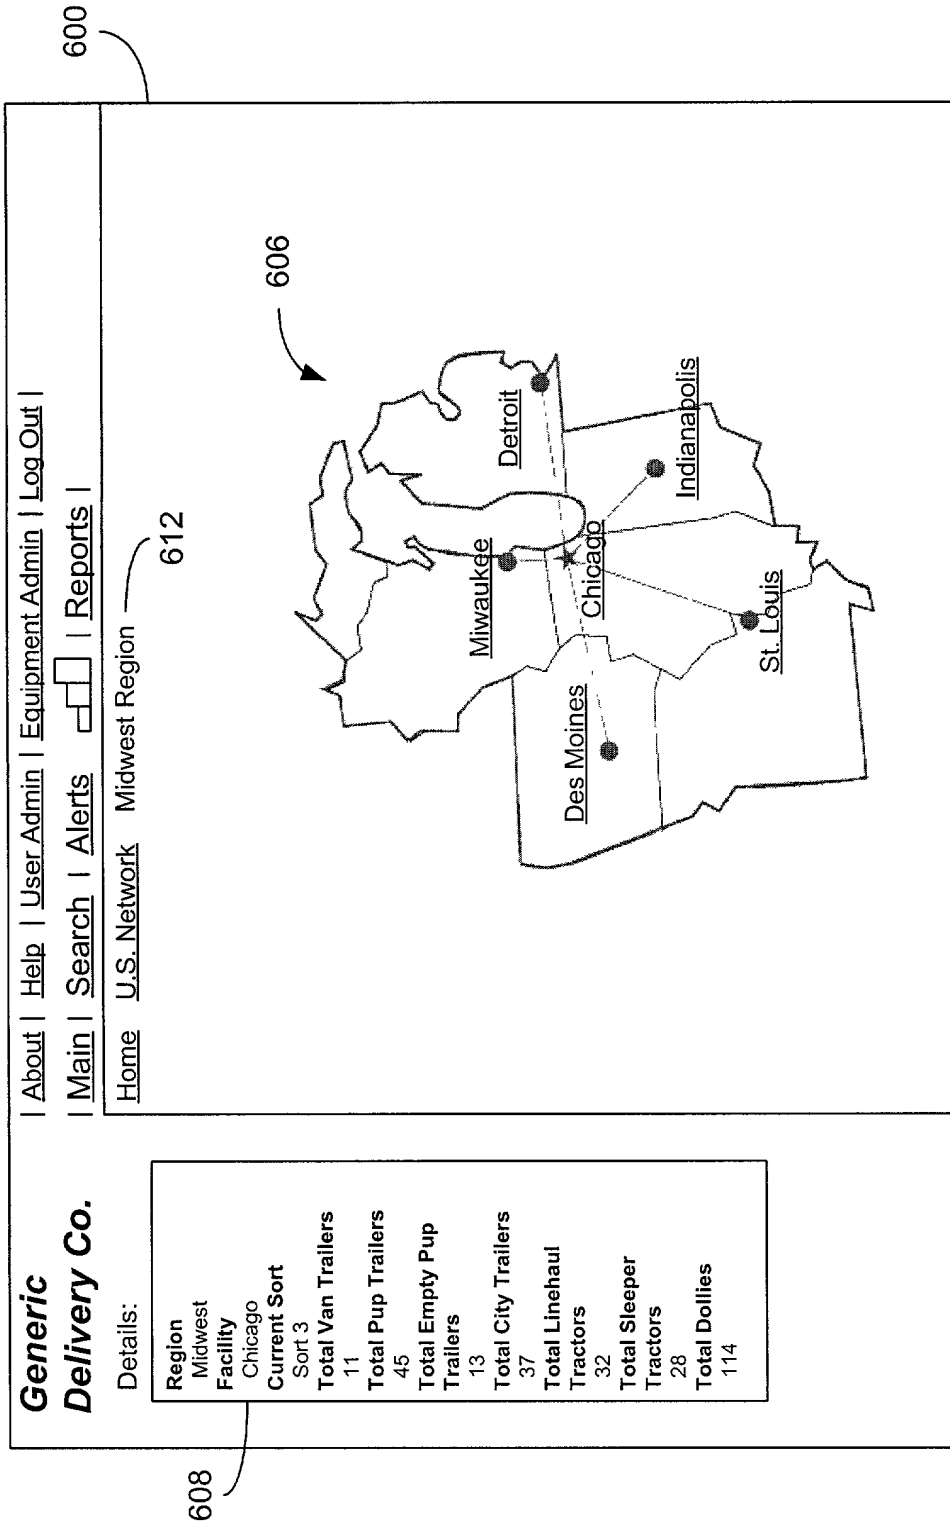 600
Generic
Delivery Co.
| About | Help | User Admin | Equipment Admin | Log Out |
| Main | Search | Alerts | Reports |
Home U.S. Network Midwest Region
612
Details:
Region
Midwest
Facility
Chicago
Current Sort
Sort 3
Total Van Trailers
11
Total Pup Trailers
45
Total Empty Pup
Trailers
13
Total City Trailers
37
Total Linehaul
Tractors
32
Total Sleeper
Tractors
28
Total Dollies
114
608
606
Miwaukee
Detroit
Des Moines
Chicago
Indianapolis
St. Louis